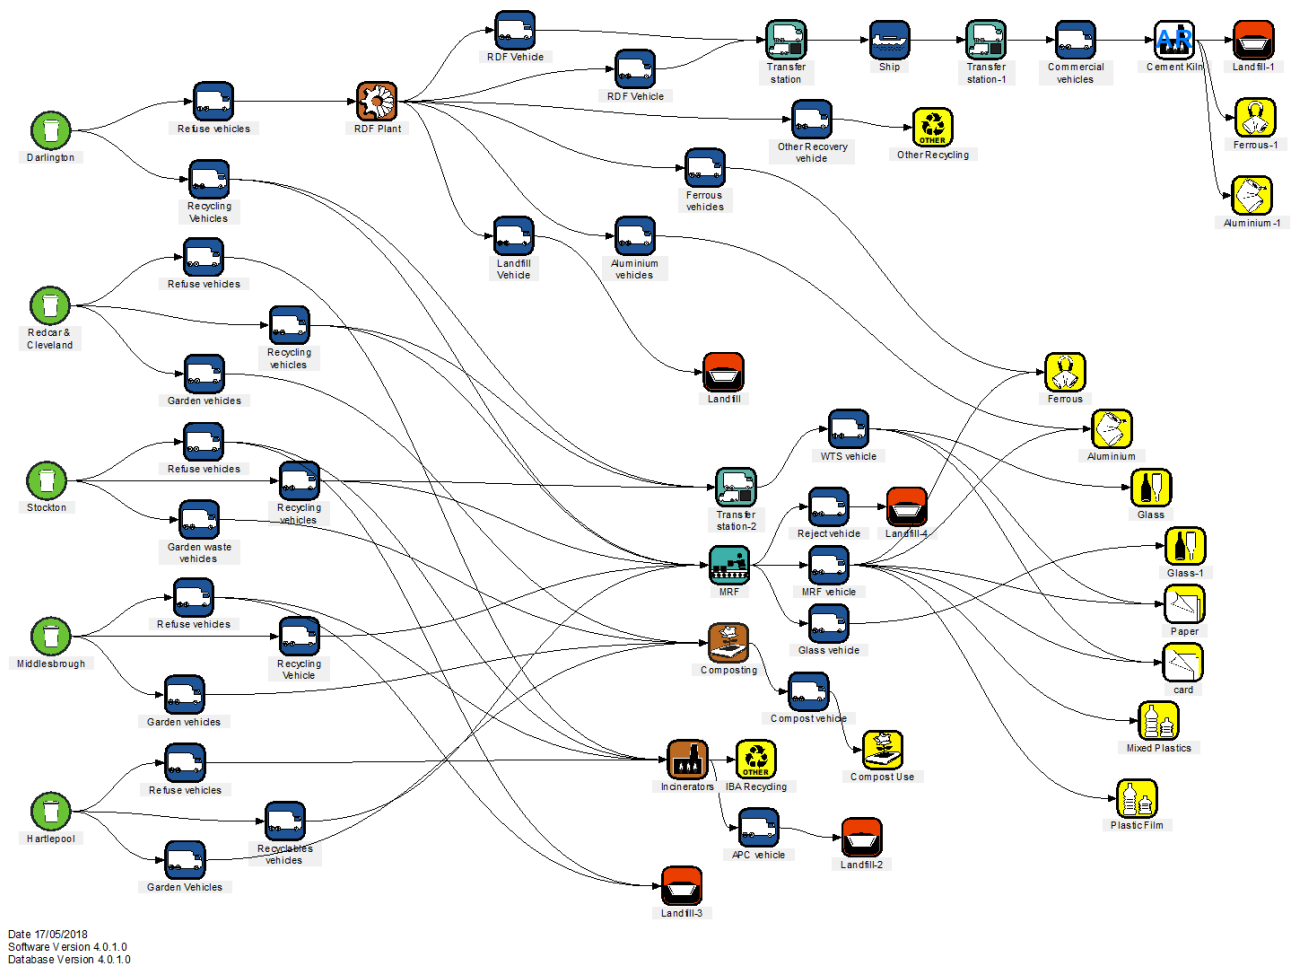 RDF Vehicle
RDF Vehicle
Transfer
station
Ship
Transfer
station-1
Commercial
vehicles
AR
Cement Kiln
Landfill-1
Darlington
Refuse vehicles
RDF Plant
Other Recovery
vehicle
OTHER
Other Recycling
Ferrous-1
Recycling
Vehicles
Ferrous
vehicles
Aluminium-1
Refuse vehicles
Landfill
Vehicle
Aluminium
vehicles
Redcar &
Cleveland
Recycling
vehicles
Garden vehicles
Landfill
Ferrous
Refuse vehicles
WTS vehicle
Aluminium
Stockton
Recycling
vehicles
Transfer
station-2
Glass
Garden waste
vehicles
Reject vehicle
Landfill-4
Glass-1
MRF
MRF vehicle
Refuse vehicles
Paper
Middlesbrough
Recycling
Vehicle
Composting
Glass vehicle
card
Garden vehicles
Compost vehicle
Mixed Plastics
Refuse vehicles
Incinerators
OTHER
IBA Recycling
Compost Use
Plastic Film
Hartlepool
Recyclables
vehicles
APC vehicle
Landfill-2
Garden Vehicles
Landfill-3
Date 17/05/2018
Software Version 4.0.1.0
Database Version 4.0.1.0